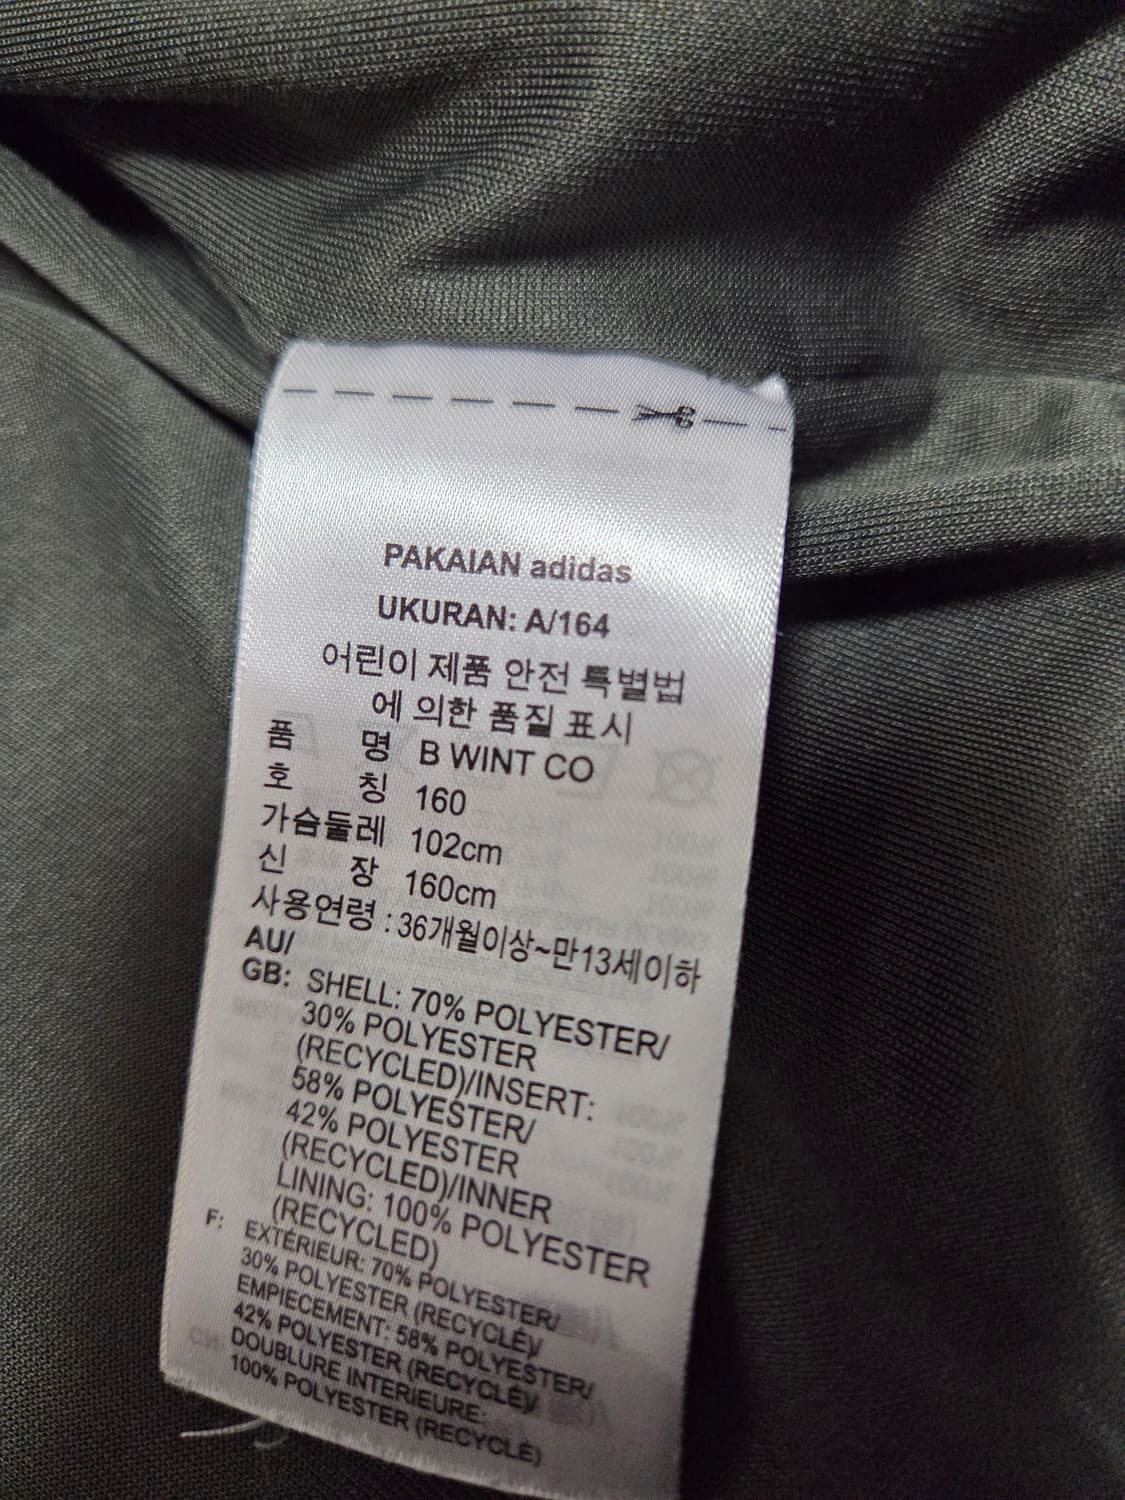 PAKAIAN adidas
UKURAN: A/164
어린이 제품 안전 특별법
에 의한 품질 표시
품 명 B WINT CO
호 칭 160
가슴둘레 102cm
신 장 160cm
사용연령 : 36개월이상~만13세이하
AU/
GB: SHELL: 70% POLYESTER/
30% POLYESTER
(RECYCLED)/INSERT:
58% POLYESTER/
42% POLYESTER
(RECYCLED)/INNER
LINING: 100% POLYESTER
(RECYCLED)
F: EXTÉRIEUR: 70% POLYESTER/
30% POLYESTER (RECYCLÉ)/
EMPIECEMENT: 58% POLYESTER/
42% POLYESTER (RECYCLÉ)/
DOUBLURE INTERIEURE:
100% POLYESTER (RECYCLÉ)